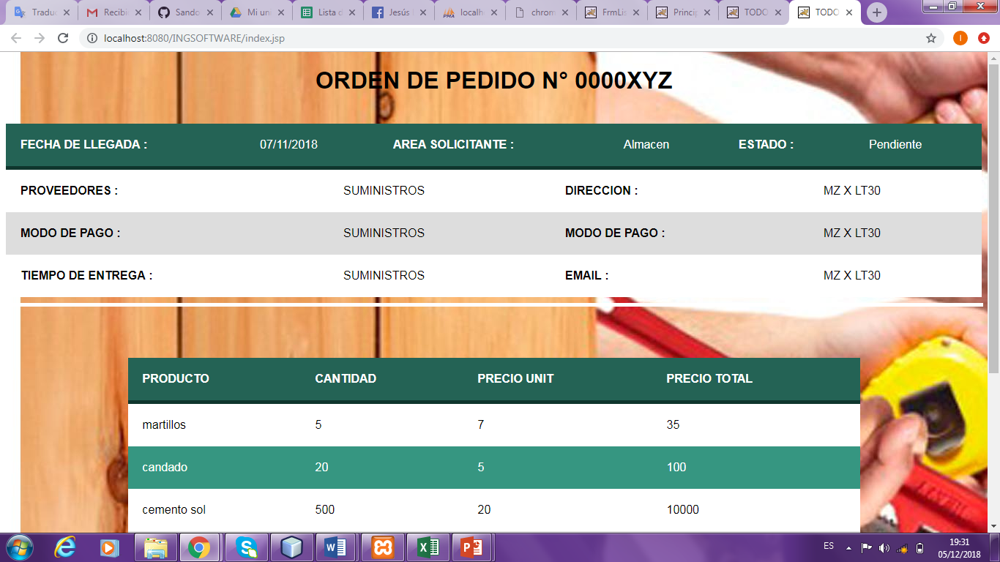 Traduc
Recibi
Sando
Mi uni
Lista d
Jesús
localh
chrom
FrmLis
Princip
TODO
TODO
localhost:8080/INGSOFTWARE/index.jsp
I
ORDEN DE PEDIDO N° 0000XYZ
FECHA DE LLEGADA : 07/11/2018 AREA SOLICITANTE : Almacen ESTADO : Pendiente
PROVEEDORES : SUMINISTROS DIRECCION : MZ X LT30
MODO DE PAGO : SUMINISTROS MODO DE PAGO : MZ X LT30
TIEMPO DE ENTREGA : SUMINISTROS EMAIL : MZ X LT30
PRODUCTO CANTIDAD PRECIO UNIT PRECIO TOTAL
martillos 5 7 35
candado 20 5 100
cemento sol 500 20 10000
ES
19:31
05/12/2018